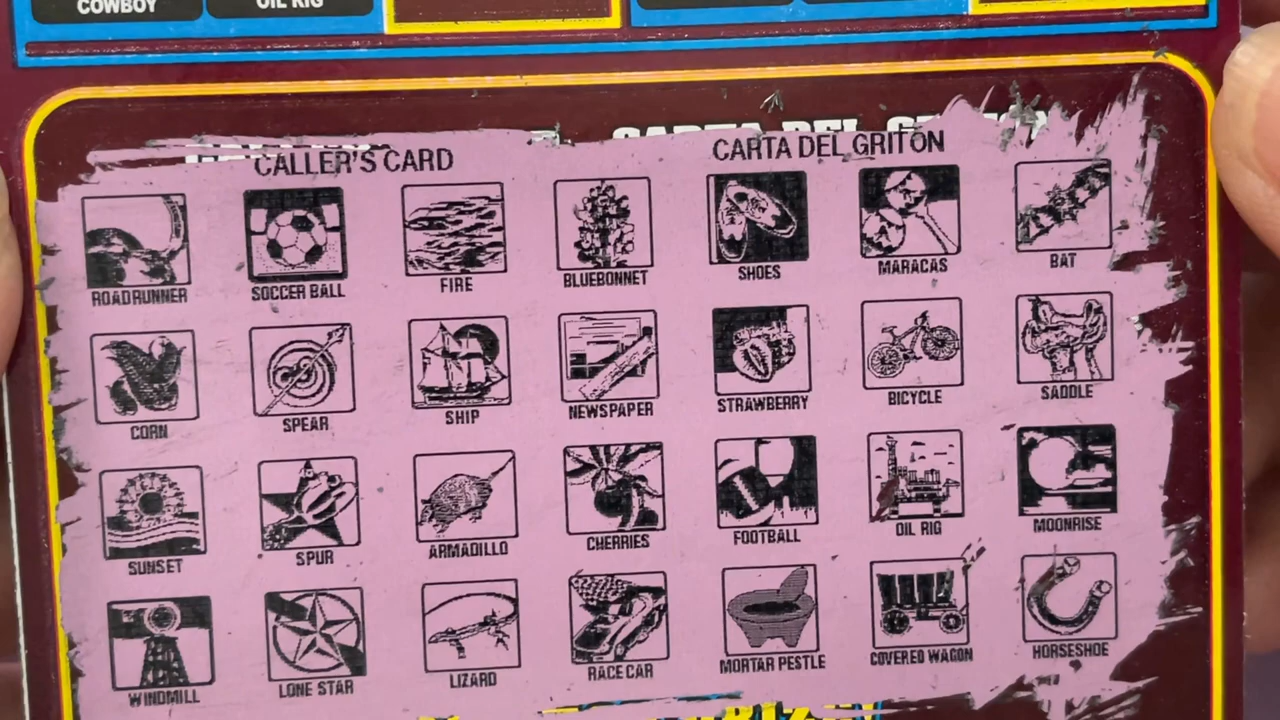 COWBOY
OIL RIG
CALLER'S CARD
CARTA DEL GRITÓN
ROADRUNNER
SOCCER BALL
FIRE
BLUEBONNET
SHOES
MARACAS
BAT
CORN
SPEAR
SHIP
NEWSPAPER
STRAWBERRY
BICYCLE
SADDLE
SUNSET
SPUR
ARMADILLO
CHERRIES
FOOTBALL
OIL RIG
MOONRISE
WINDMILL
LONE STAR
LIZARD
RACE CAR
MORTAR PESTLE
COVERED WAGON
HORSESHOE